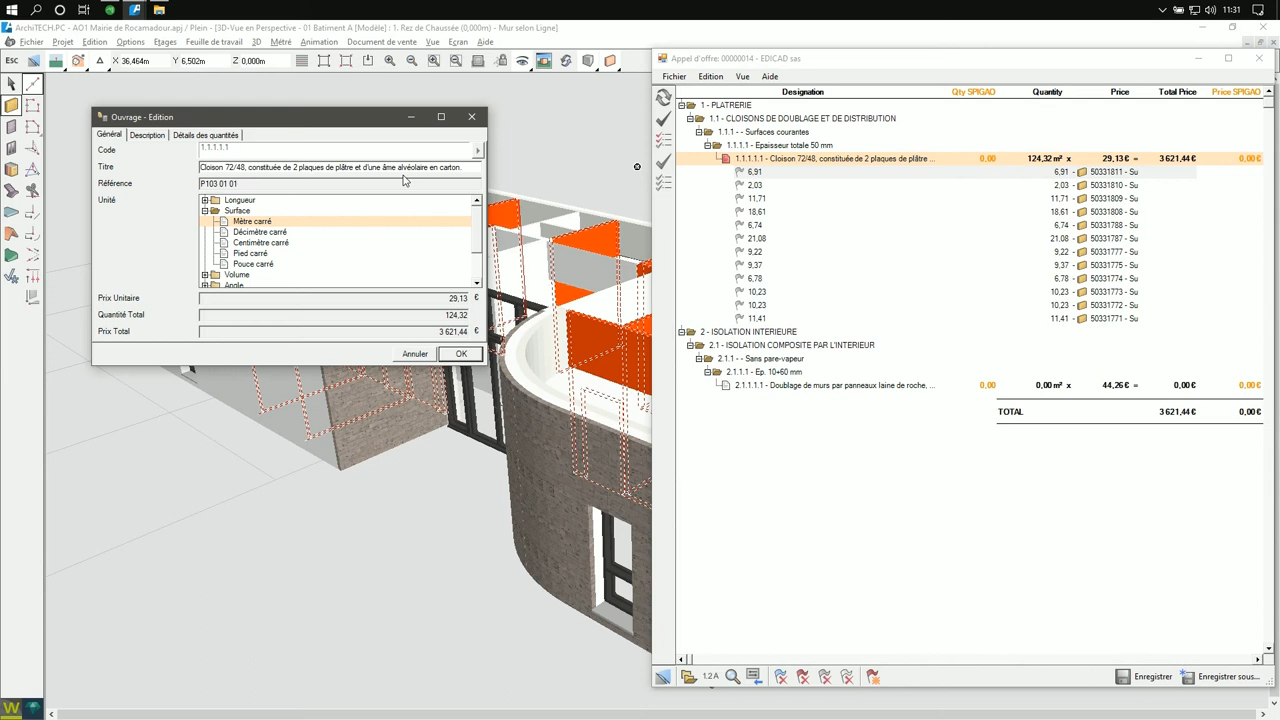 11:31
ArchiTECH.PC - AO1 Mairie de Rocamadour.apj / Plein - [3D-Vue en Perspective - 01 Batiment A [Modèle] : 1. Rez de Chaussée (0,000m) - Mur selon Ligne]
Fichier Projet Edition Options Etages Feuille de travail 3D Métré Animation Document de vente Vue Ecran Aide
Esc X 36,464m Y 6,502m Z 0,000m
Appel d'offre: 00000014 - EDICAD sas
Fichier Edition Vue Aide
Designation Qty SPIGAO Quantity Price Total Price Price SPIGAO
1 - PLATRERIE
1.1 - CLOISONS DE DOUBLAGE ET DE DISTRIBUTION
1.1.1 - - Surfaces courantes
1.1.1.1 - Epaisseur totale 50 mm
1.1.1.1.1 - Cloison 72/48, constituée de 2 plaques de plâtre ... 0,00 124,32 m² x 29,13 € = 3 621,44 € 0,00 €
6,91 6,91 - 50331811 - Su
2,03 2,03 - 50331810 - Su
11,71 11,71 - 50331809 - Su
18,61 18,61 - 50331808 - Su
6,74 6,74 - 50331788 - Su
21,08 21,08 - 50331787 - Su
9,22 9,22 - 50331777 - Su
9,37 9,37 - 50331775 - Su
6,78 6,78 - 50331774 - Su
10,23 10,23 - 50331773 - Su
10,23 10,23 - 50331772 - Su
11,41 11,41 - 50331771 - Su
2 - ISOLATION INTERIEURE
2.1 - ISOLATION COMPOSITE PAR L'INTERIEUR
2.1.1 - - Sans pare-vapeur
2.1.1.1 - Ep. 10+60 mm
2.1.1.1.1 - Doublage de murs par panneaux laine de roche, ... 0,00 0,00 m² x 44,26 € = 0,00 € 0,00 €
TOTAL 3 621,44 € 0,00 €
1.2 A Enregistrer Enregistrer sous...
Ouvrage - Edition
Général Description Détails des quantités
Code 1.1.1.1.1
Titre Cloison 72/48, constituée de 2 plaques de plâtre et d'une âme alvéolaire en carton.
Référence P103 01 01
Unité Longueur
Surface
Mètre carré
Décimètre carré
Centimètre carré
Pied carré
Pouce carré
Volume
Angle
Prix Unitaire 29,13 €
Quantité Total 124,32
Prix Total 3 621,44 €
Annuler OK